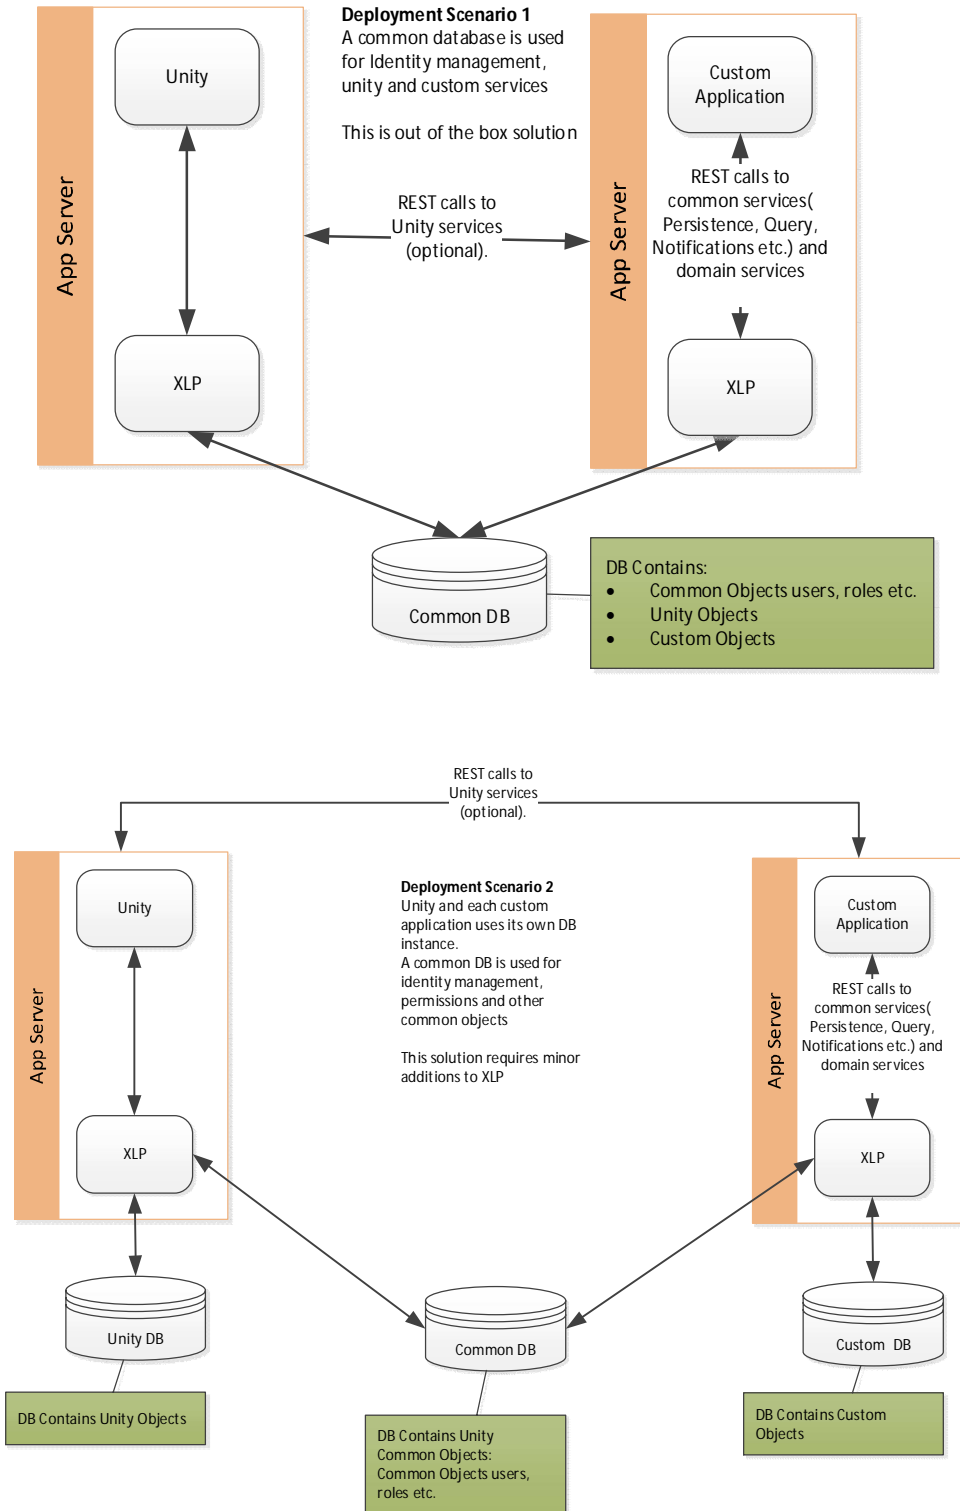 Deployment Scenario 1
A common database is used
for Identity management,
unity and custom services
This is out of the box solution
App Server
Unity
XLP
REST calls to
Unity services
(optional).
App Server
Custom
Application
REST calls to
common services(
Persistence, Query,
Notifications etc.) and
domain services
XLP
Common DB
DB Contains:
• Common Objects users, roles etc.
• Unity Objects
• Custom Objects
REST calls to
Unity services
(optional).
App Server
Unity
XLP
Deployment Scenario 2
Unity and each custom
application uses its own DB
instance.
A common DB is used for
identity management,
permissions and other
common objects
This solution requires minor
additions to XLP
App Server
Custom
Application
REST calls to
common services(
Persistence, Query,
Notifications etc.) and
domain services
XLP
Unity DB
Common DB
Custom DB
DB Contains Unity Objects
DB Contains Unity
Common Objects:
Common Objects users,
roles etc.
DB Contains Custom
Objects